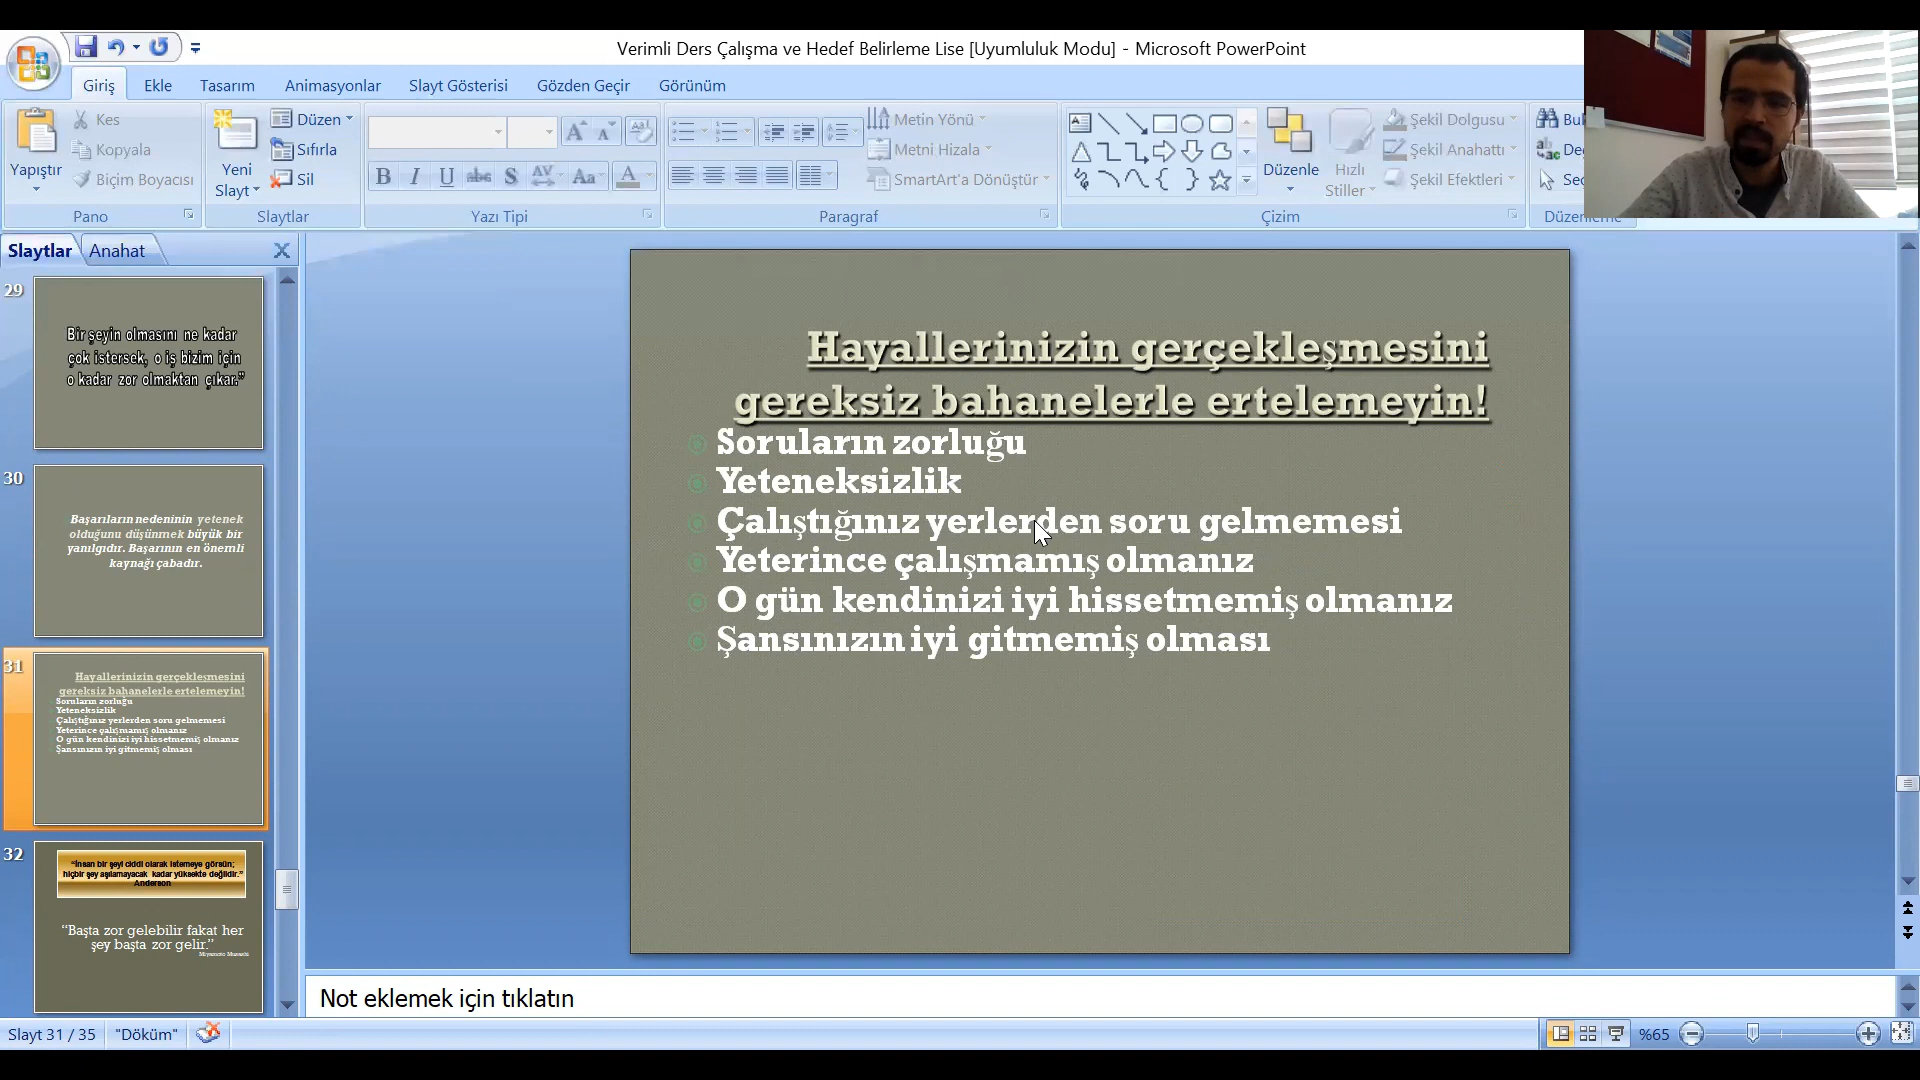 Verimli Ders Çalışma ve Hedef Belirleme Lise [Uyumluluk Modu] - Microsoft PowerPoint
Giriş Ekle Tasarım Animasyonlar Slayt Gösterisi Gözden Geçir Görünüm
Yapıştır
Kes
Kopyala
Biçim Boyacısı
Pano
Yeni
Slayt
Düzen
Sıfırla
Sil
Slaytlar
Yazı Tipi
Metin Yönü
Metni Hizala
SmartArt'a Dönüştür
Paragraf
Düzenle
Hızlı
Stiller
Şekil Dolgusu
Şekil Anahattı
Şekil Efektleri
Çizim
Düzenleme
Slaytlar Anahat
29
Bir şeyin olmasını ne kadar
çok istersek, o iş bizim için
o kadar zor olmaktan çıkar.”
30
Başarıların nedeninin yetenek
olduğunu düşünmek büyük bir
yanılgıdır. Başarının en önemli
kaynağı çabadır.
31
Hayallerinizin gerçekleşmesini
gereksiz bahanelerle ertelemeyin!
Soruların zorluğu
Yeteneksizlik
Çalıştığınız yerlerden soru gelmemesi
Yeterince çalışmamış olmanız
O gün kendinizi iyi hissetmemiş olmanız
Şansınızın iyi gitmemiş olması
32
“İnsan bir şeyi ciddi olarak istemeye görsün;
hiçbir şey aşılamayacak kadar yüksekte değildir.”
Anderson
“Başta zor gelebilir fakat her
şey başta zor gelir.”
Miyamoto Musashi
Hayallerinizin gerçekleşmesini
gereksiz bahanelerle ertelemeyin!
Soruların zorluğu
Yeteneksizlik
Çalıştığınız yerlerden soru gelmemesi
Yeterince çalışmamış olmanız
O gün kendinizi iyi hissetmemiş olmanız
Şansınızın iyi gitmemiş olması
Not eklemek için tıklatın
Slayt 31 / 35 "Döküm" %65